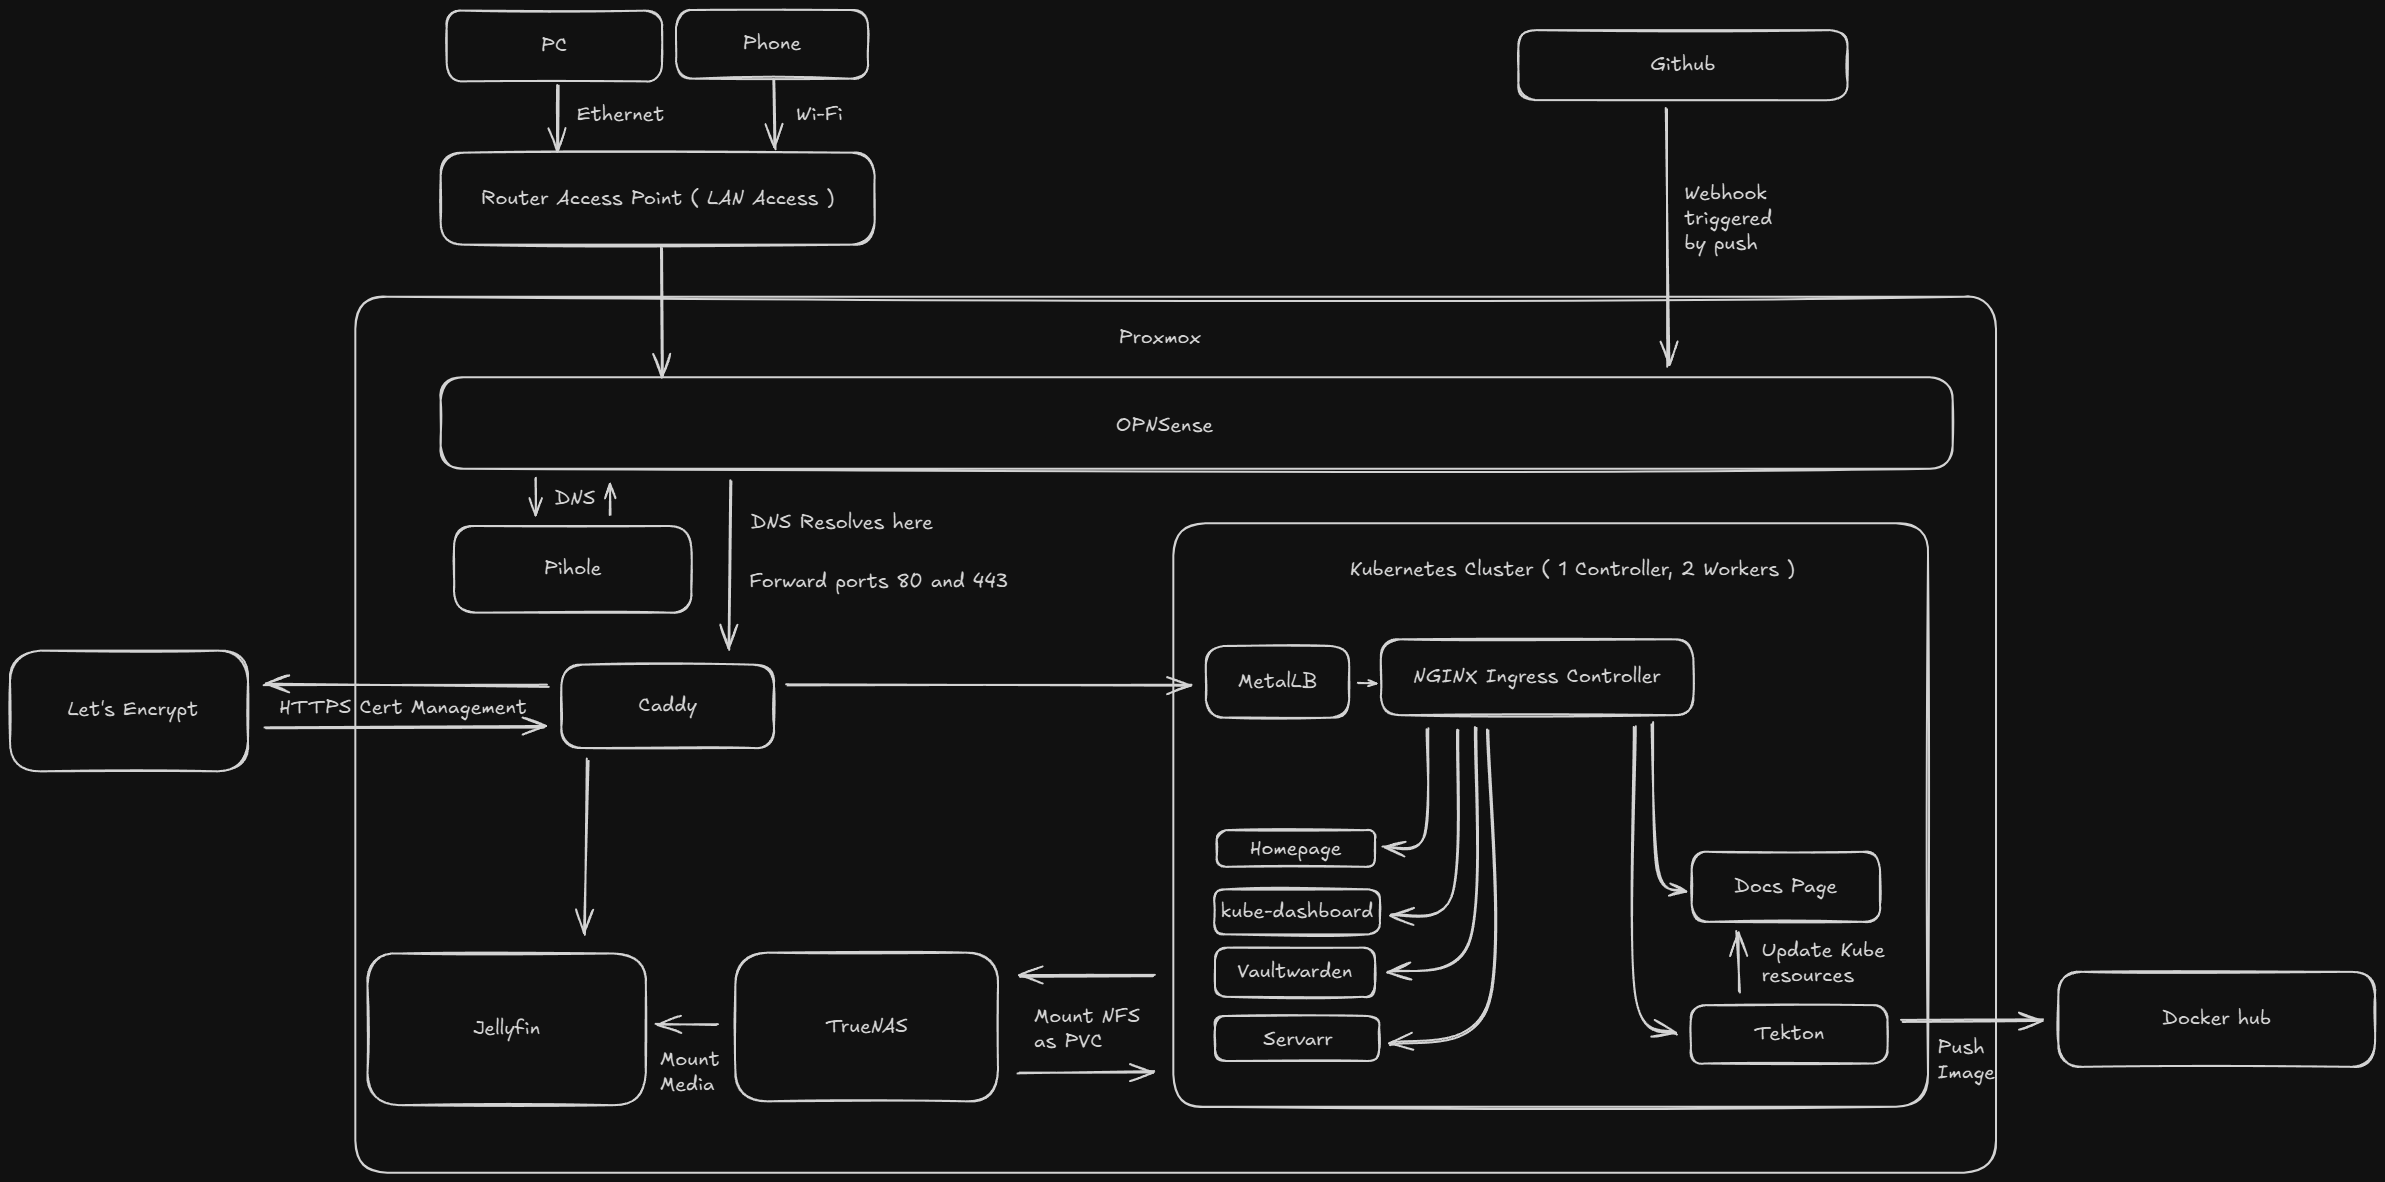 PC
Phone
Github
Ethernet
Wi-Fi
Router Access Point ( LAN Access )
Webhook
triggered
by push
Proxmox
OPNSense
DNS
DNS Resolves here
Pihole
Forward ports 80 and 443
Kubernetes Cluster ( 1 Controller, 2 Workers )
Let's Encrypt
HTTPS Cert Management
Caddy
MetalLB
NGINX Ingress Controller
Homepage
kube-dashboard
Vaultwarden
Servarr
Docs Page
Update Kube
resources
Tekton
Jellyfin
Mount
Media
TrueNAS
Mount NFS
as PVC
Push
Image
Docker hub